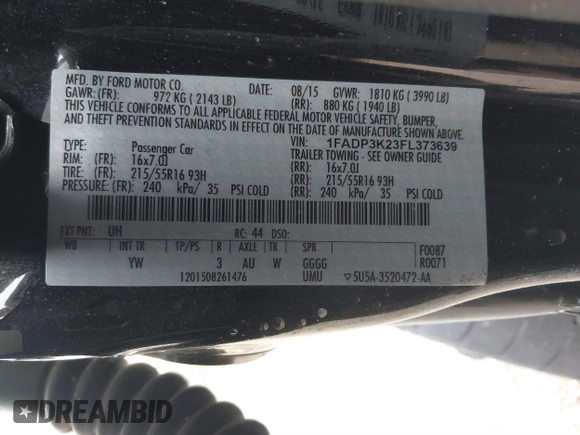 MFD. BY FORD MOTOR CO.
DATE: 08/15 GVWR: 1810 KG ( 3990 LB)
GAWR: (FR): 972 KG ( 2143 LB) (RR): 880 KG ( 1940 LB)
THIS VEHICLE CONFORMS TO ALL APPLICABLE FEDERAL MOTOR VEHICLE SAFETY, BUMPER,
AND THEFT PREVENTION STANDARDS IN EFFECT ON THE DATE OF MANUFACTURE SHOWN ABOVE.
VIN: 1FADP3K23FL373639
TYPE: Passenger Car TRAILER TOWING - SEE OWNER GUIDE
RIM: (FR): 16x7.0J (RR): 16x7.0J
TIRE: (FR): 215/55R16 93H (RR): 215/55R16 93H
PRESSURE: (FR): 240 kPa/ 35 PSI COLD (RR): 240 kPa/ 35 PSI COLD
EXT PNT: UH RC: 44 DSO:
WB INT TR TP/PS R AXLE TR SPR F0087
YW 3 AU W GGGG R0071
1201508261476 UMU ▽5U5A-3520472-AA
DREAMBID